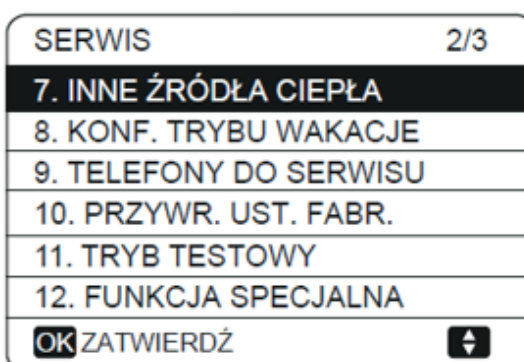 SERWIS 2/3
7. INNE ŹRÓDŁA CIEPŁA
8. KONF. TRYBU WAKACJE
9. TELEFONY DO SERWISU
10. PRZYWR. UST. FABR.
11. TRYB TESTOWY
12. FUNKCJA SPECJALNA
OK ZATWIERDŹ